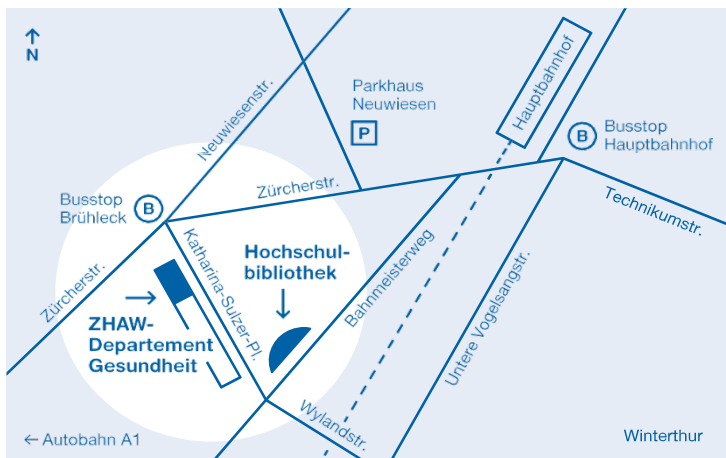 N
Neuwiesenstr.
Parkhaus
Neuwiesen
P
Hauptbahnhof
B
Busstop
Hauptbahnhof
Busstop
Brühleck
B
Zürcherstr.
Technikumstr.
Zürcherstr.
Katharina-Sulzer-Pl.
Hochschul-
bibliothek
Bahnmeisterweg
Untere Vogelsangstr.
ZHAW-
Departement
Gesundheit
Wylandstr.
← Autobahn A1
Winterthur